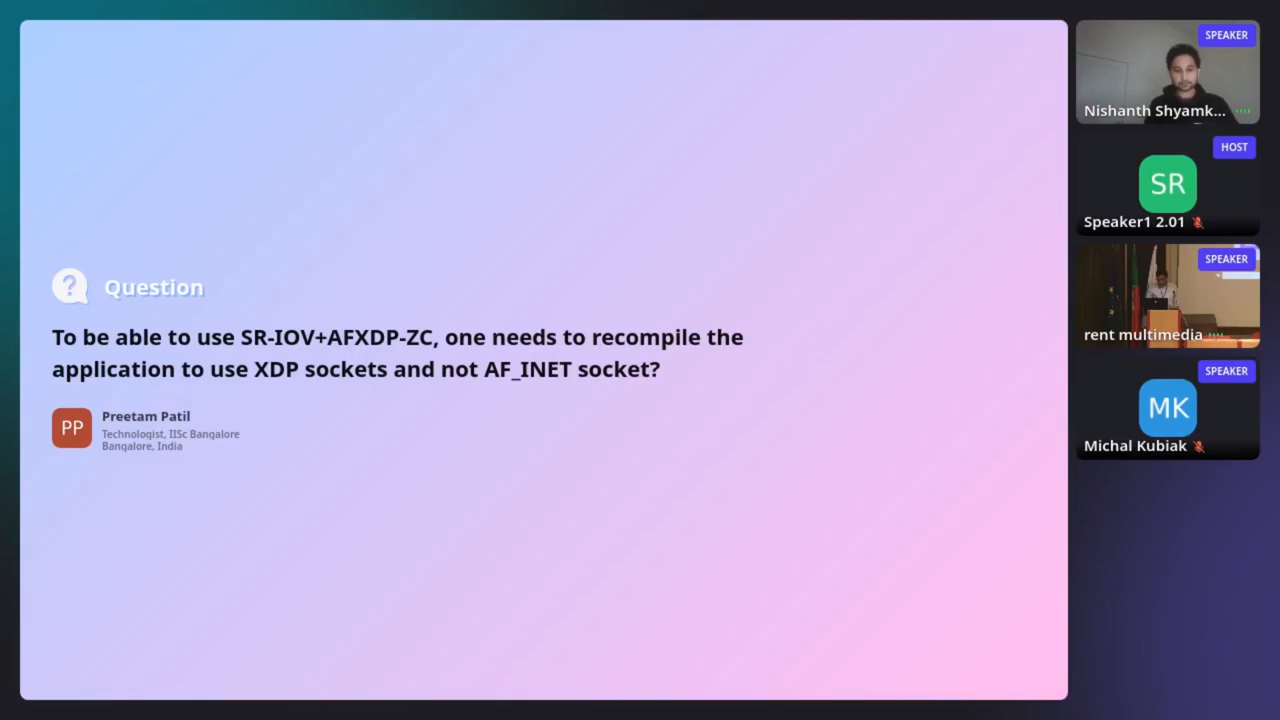 Question
To be able to use SR-IOV+AFXDP-ZC, one needs to recompile the
application to use XDP sockets and not AF_INET socket?
PP
Preetam Patil
Technologist, IISc Bangalore
Bangalore, India
SPEAKER
Nishanth Shyamk...
HOST
SR
Speaker1 2.01
SPEAKER
rent multimedia
SPEAKER
MK
Michal Kubiak